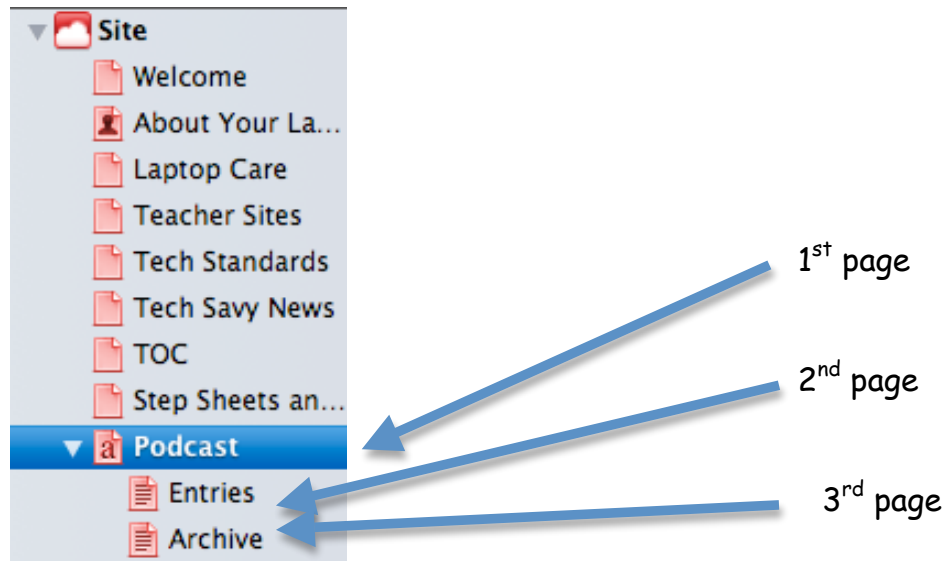 Site
Welcome
About Your La...
Laptop Care
Teacher Sites
Tech Standards
Tech Savy News
TOC
Step Sheets an...
Podcast
Entries
Archive
1st page
2nd page
3rd page